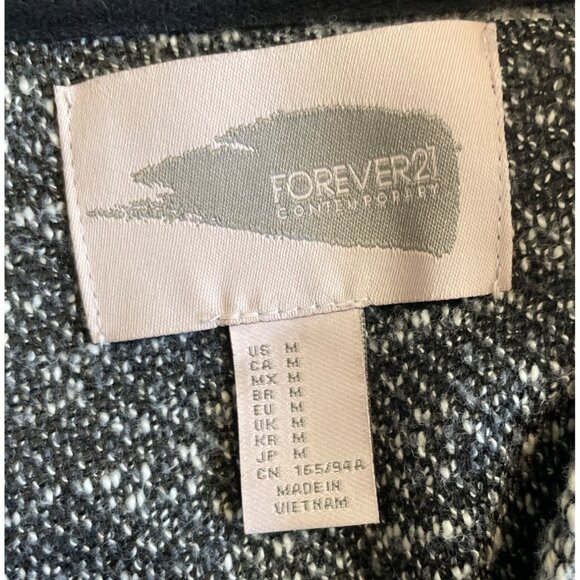 FOREVER21
CONTEMPORARY
US M
CA M
MX M
BR M
EU M
UK M
KR M
JP M
CN 165/94A
MADE IN
VIETNAM